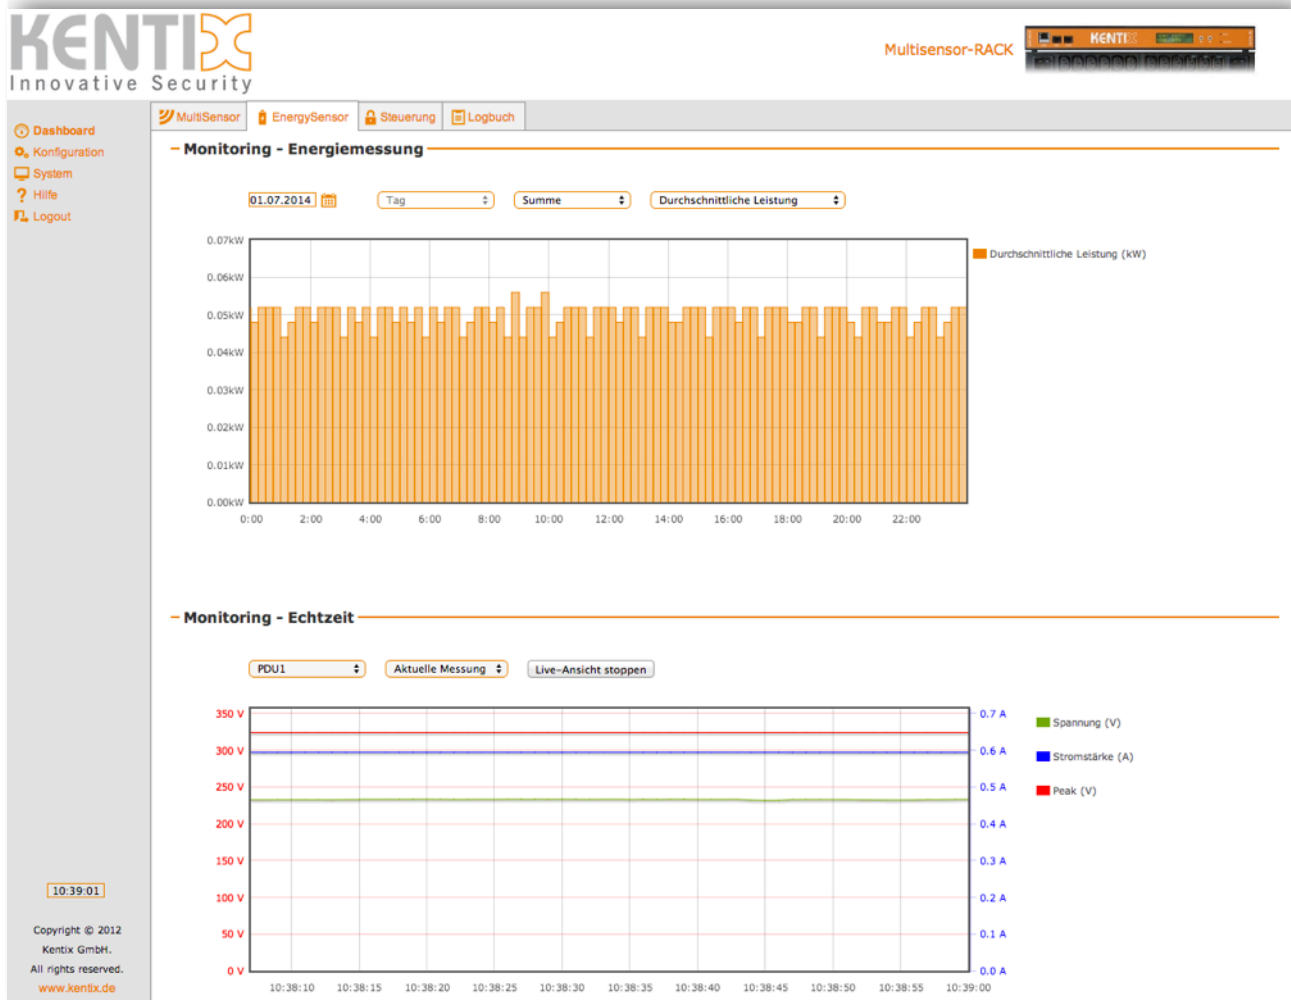 KENTIX
Innovative Security
Multisensor-RACK
KENTIX
MultiSensor
EnergySensor
Steuerung
Logbuch
Dashboard
Konfiguration
System
Hilfe
Logout
Monitoring - Energiemessung
01.07.2014
Tag
Summe
Durchschnittliche Leistung
0.07kW
0.06kW
0.05kW
0.04kW
0.03kW
0.02kW
0.01kW
0.00kW
0:00 2:00 4:00 6:00 8:00 10:00 12:00 14:00 16:00 18:00 20:00 22:00
Durchschnittliche Leistung (kW)
Monitoring - Echtzeit
PDU1
Aktuelle Messung
Live-Ansicht stoppen
350 V
300 V
250 V
200 V
150 V
100 V
50 V
0 V
0.7 A
0.6 A
0.5 A
0.4 A
0.3 A
0.2 A
0.1 A
0.0 A
10:38:10 10:38:15 10:38:20 10:38:25 10:38:30 10:38:35 10:38:40 10:38:45 10:38:50 10:38:55 10:39:00
Spannung (V)
Stromstärke (A)
Peak (V)
10:39:01
Copyright © 2012
Kentix GmbH.
All rights reserved.
www.kentix.de